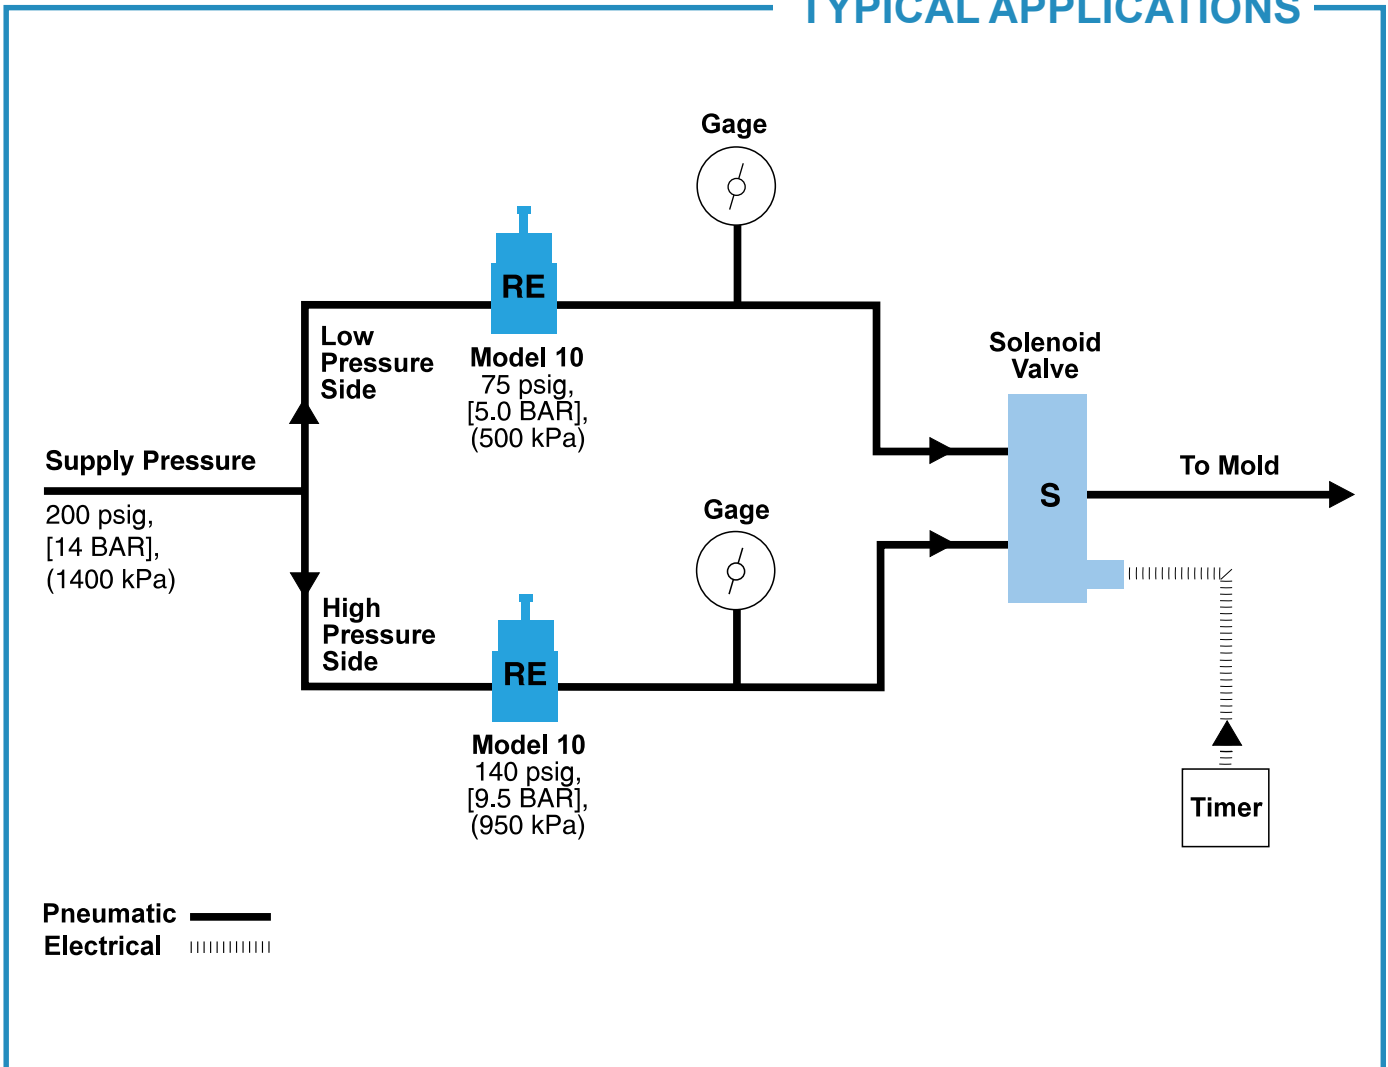 TYPICAL APPLICATIONS
Gage
RE
Low
Pressure
Side
Model 10
75 psig,
[5.0 BAR],
(500 kPa)
Solenoid
Valve
S
To Mold
Supply Pressure
200 psig,
[14 BAR],
(1400 kPa)
Gage
High
Pressure
Side
RE
Model 10
140 psig,
[9.5 BAR],
(950 kPa)
Timer
Pneumatic
Electrical